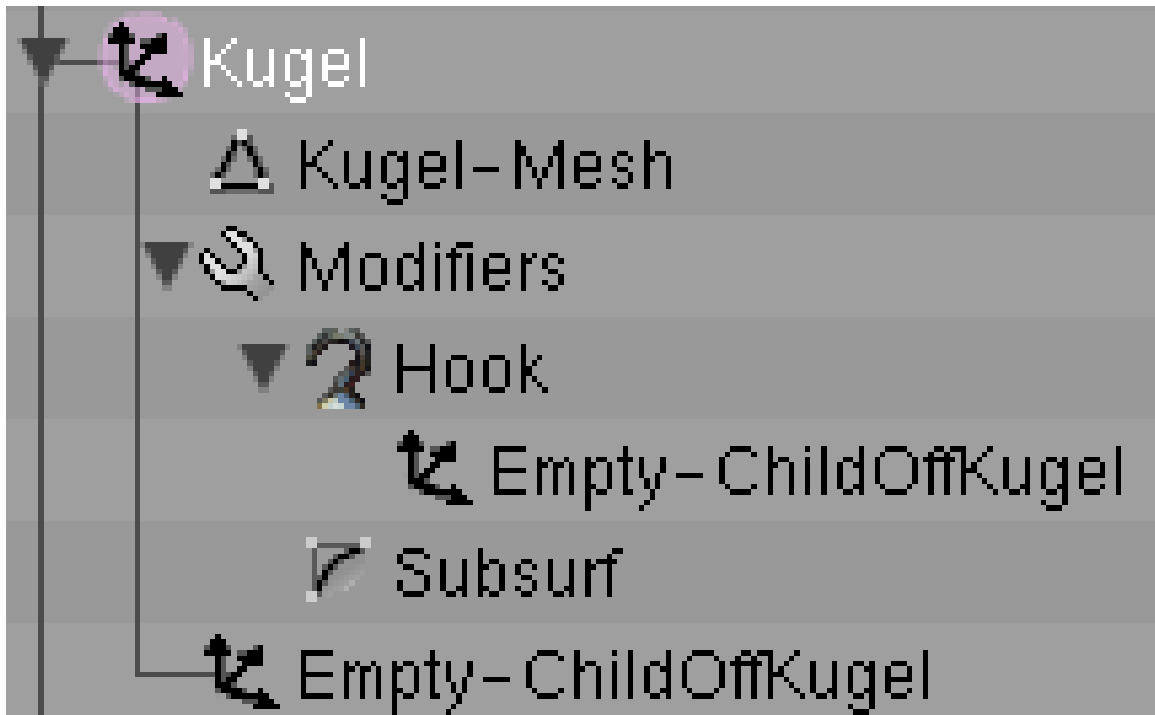 Kugel
Kugel-Mesh
Modifiers
Hook
Empty-ChildOffKugel
Subsurf
Empty-ChildOffKugel